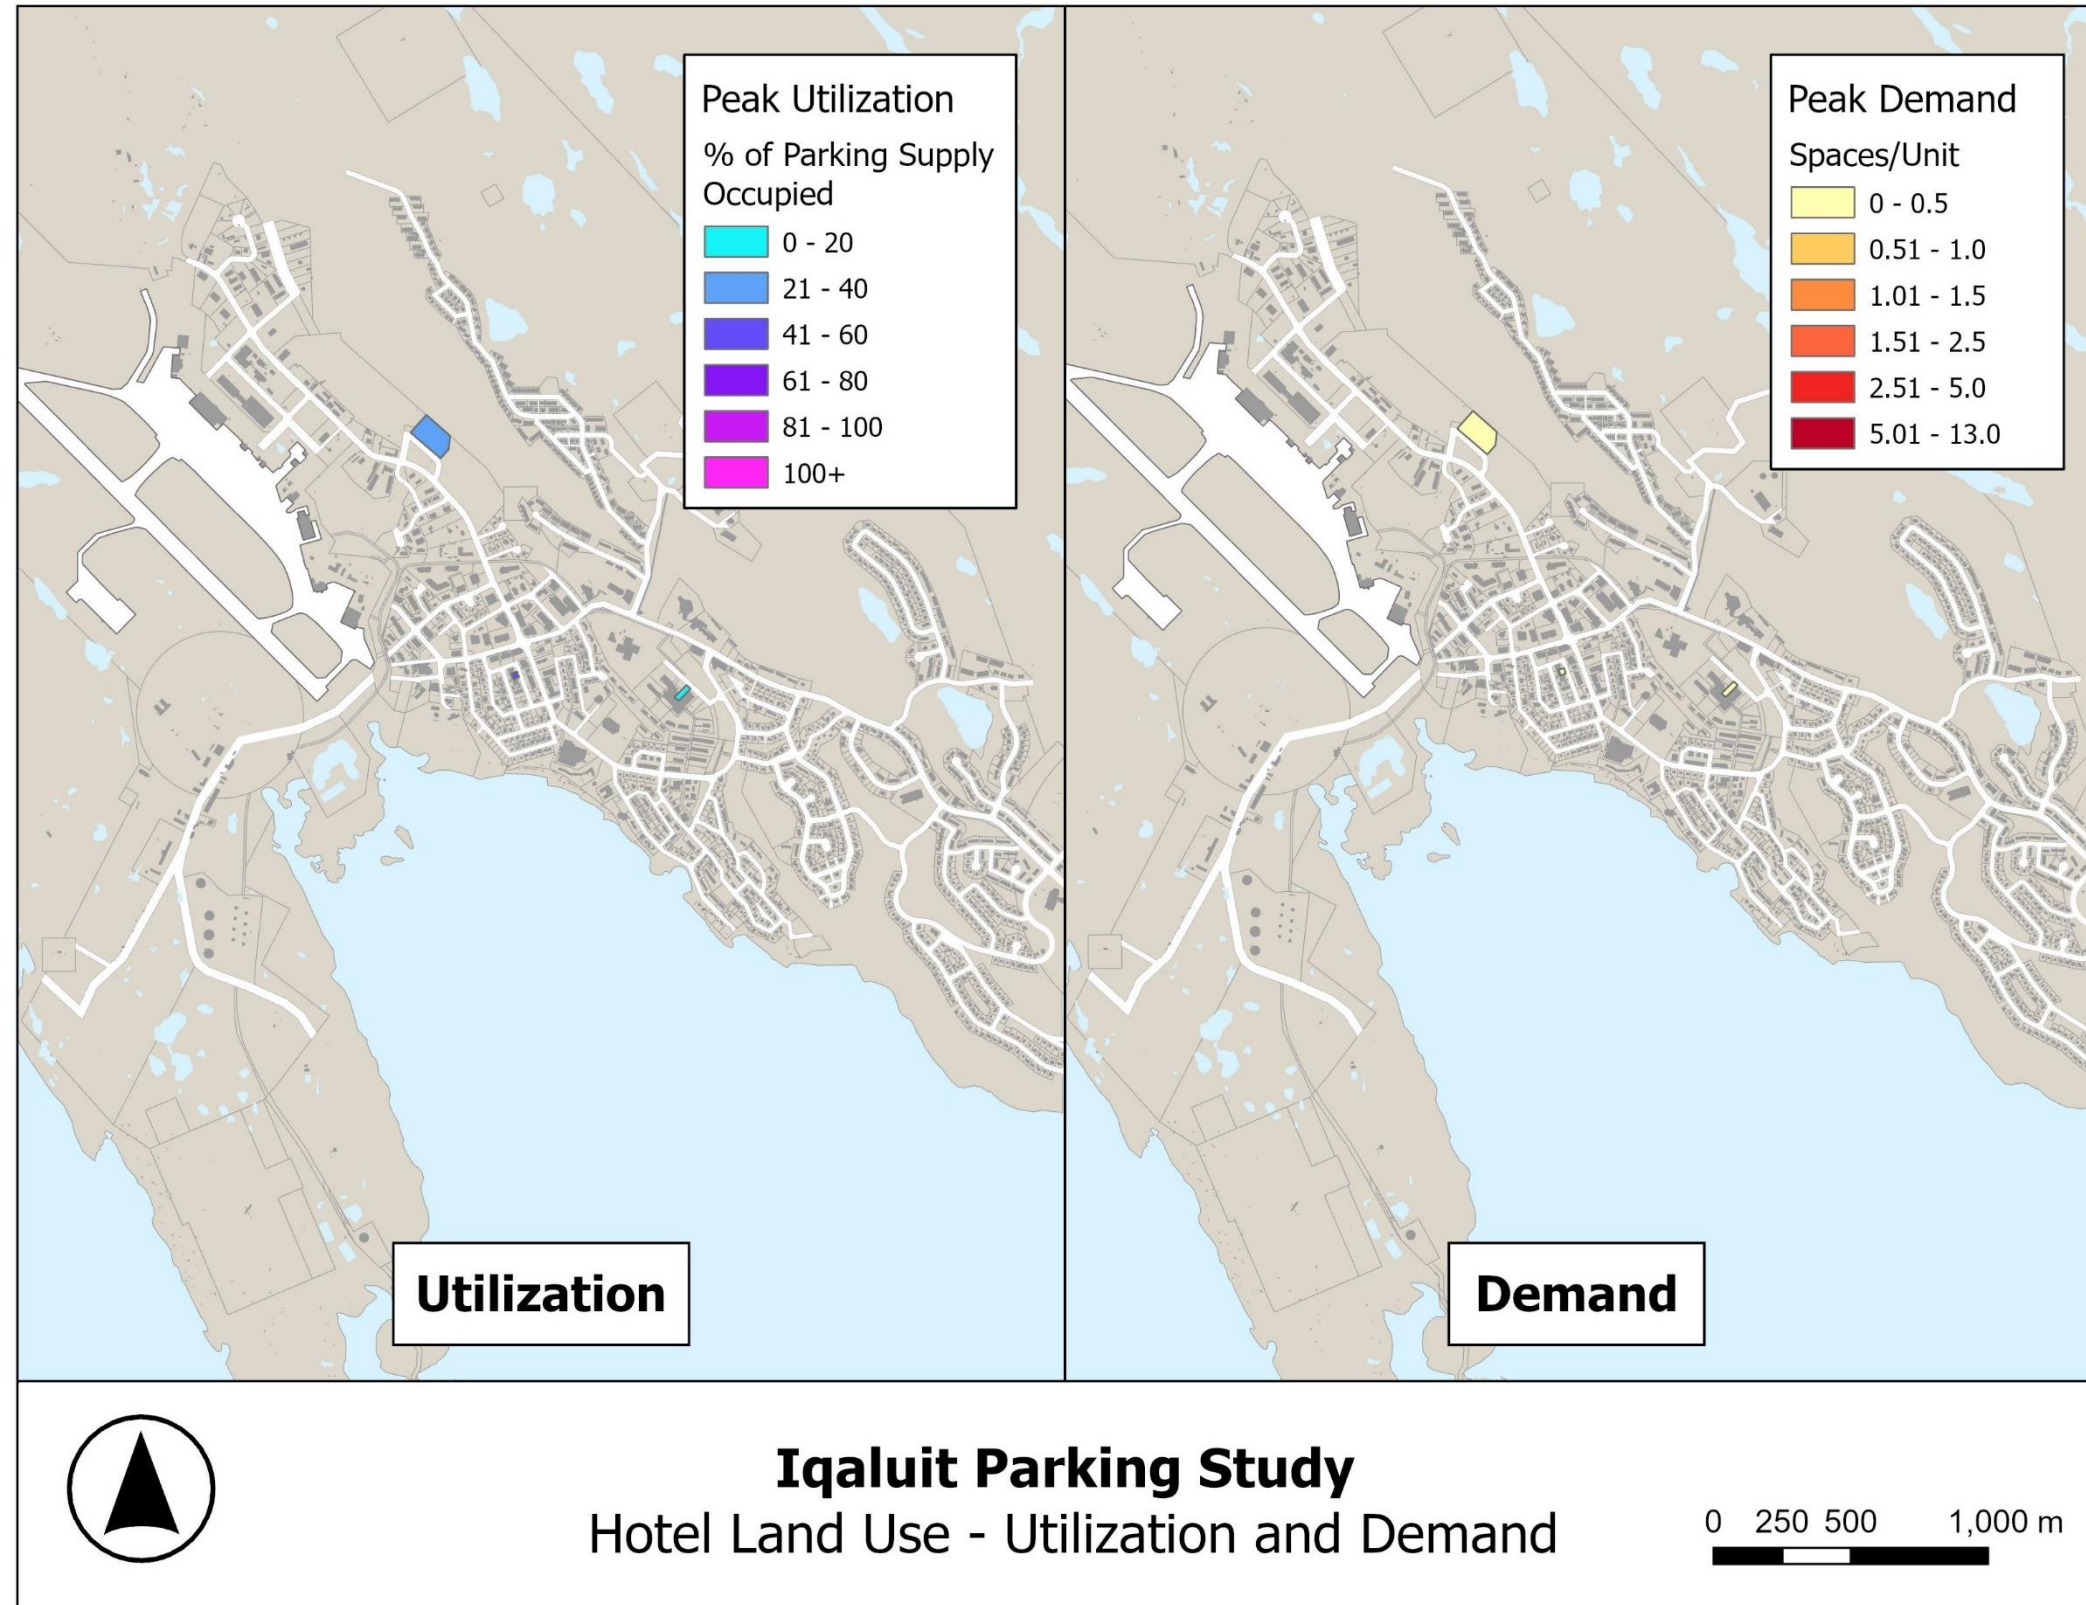 Peak Utilization
% of Parking Supply
Occupied
0 - 20
21 - 40
41 - 60
61 - 80
81 - 100
100+
Utilization
Peak Demand
Spaces/Unit
0 - 0.5
0.51 - 1.0
1.01 - 1.5
1.51 - 2.5
2.51 - 5.0
5.01 - 13.0
Demand
Iqaluit Parking Study
Hotel Land Use - Utilization and Demand
0 250 500 1,000 m